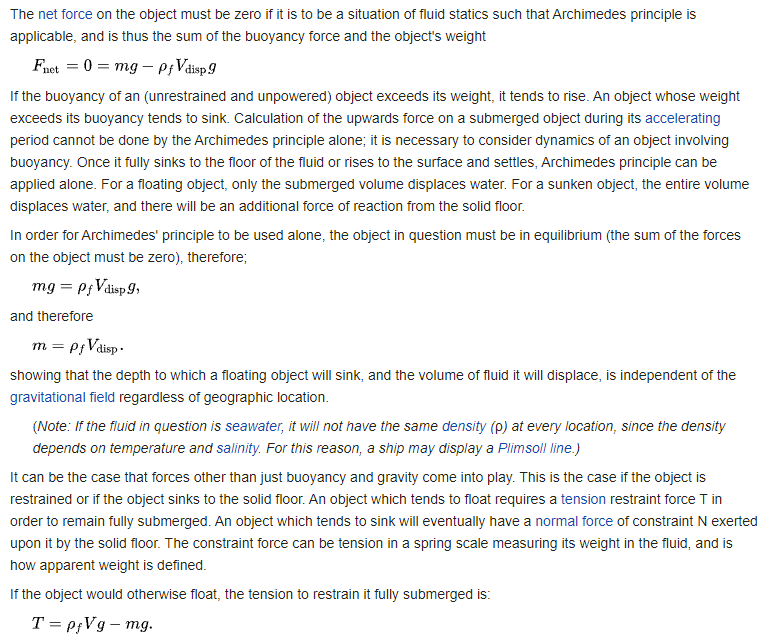 The net force on the object must be zero if it is to be a situation of fluid statics such that Archimedes principle is
applicable, and is thus the sum of the buoyancy force and the object's weight
F_net = 0 = mg − ρ_f V_disp g
If the buoyancy of an (unrestrained and unpowered) object exceeds its weight, it tends to rise. An object whose weight
exceeds its buoyancy tends to sink. Calculation of the upwards force on a submerged object during its accelerating
period cannot be done by the Archimedes principle alone; it is necessary to consider dynamics of an object involving
buoyancy. Once it fully sinks to the floor of the fluid or rises to the surface and settles, Archimedes principle can be
applied alone. For a floating object, only the submerged volume displaces water. For a sunken object, the entire volume
displaces water, and there will be an additional force of reaction from the solid floor.
In order for Archimedes' principle to be used alone, the object in question must be in equilibrium (the sum of the forces
on the object must be zero), therefore;
mg = ρ_f V_disp g,
and therefore
m = ρ_f V_disp.
showing that the depth to which a floating object will sink, and the volume of fluid it will displace, is independent of the
gravitational field regardless of geographic location.
(Note: If the fluid in question is seawater, it will not have the same density (ρ) at every location, since the density
depends on temperature and salinity. For this reason, a ship may display a Plimsoll line.)
It can be the case that forces other than just buoyancy and gravity come into play. This is the case if the object is
restrained or if the object sinks to the solid floor. An object which tends to float requires a tension restraint force T in
order to remain fully submerged. An object which tends to sink will eventually have a normal force of constraint N exerted
upon it by the solid floor. The constraint force can be tension in a spring scale measuring its weight in the fluid, and is
how apparent weight is defined.
If the object would otherwise float, the tension to restrain it fully submerged is:
T = ρ_f V g − mg.